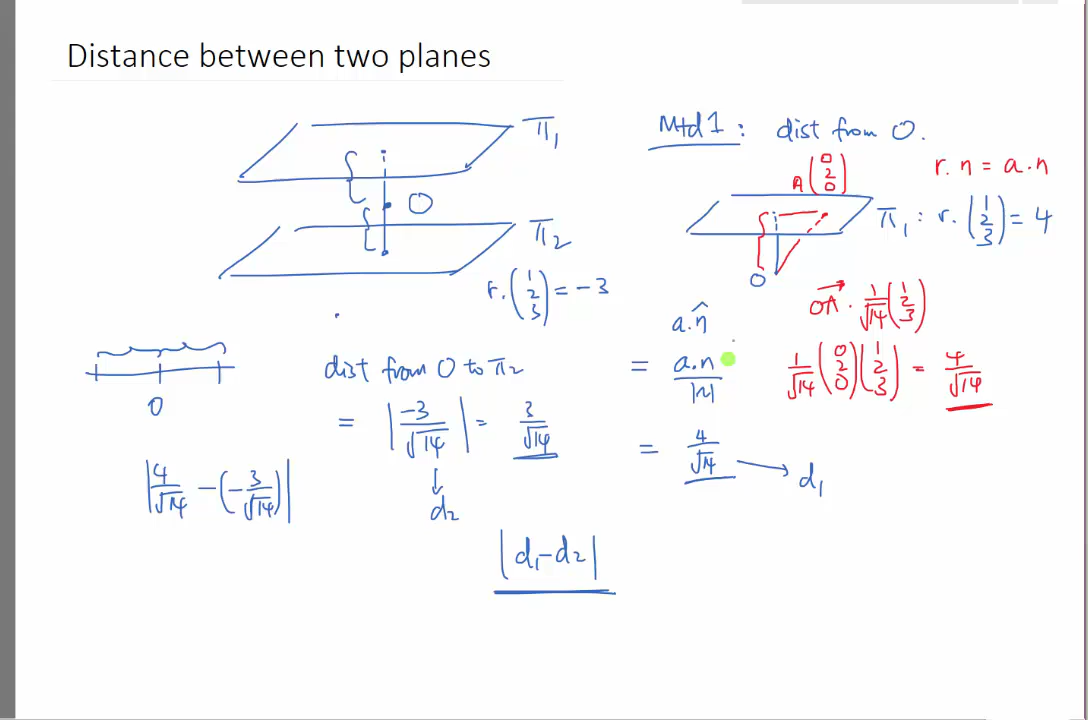 Distance between two planes
π₁
O
π₂
r.(1 2 3) = -3
Mtd 1 : dist from O.
A (0 2 0)
r.n = a.n
π₁ : r.(1 2 3) = 4
O
OA→ . 1/√14 (1 2 3)
a.n̂
= a.n / |n|
1/√14 (0 2 0)(1 2 3) = 4/√14
= 4/√14 → d₁
O
dist from O to π₂
= |-3/√14| = 3/√14
↓
d₂
|4/√14 - (-3/√14)|
|d₁-d₂|